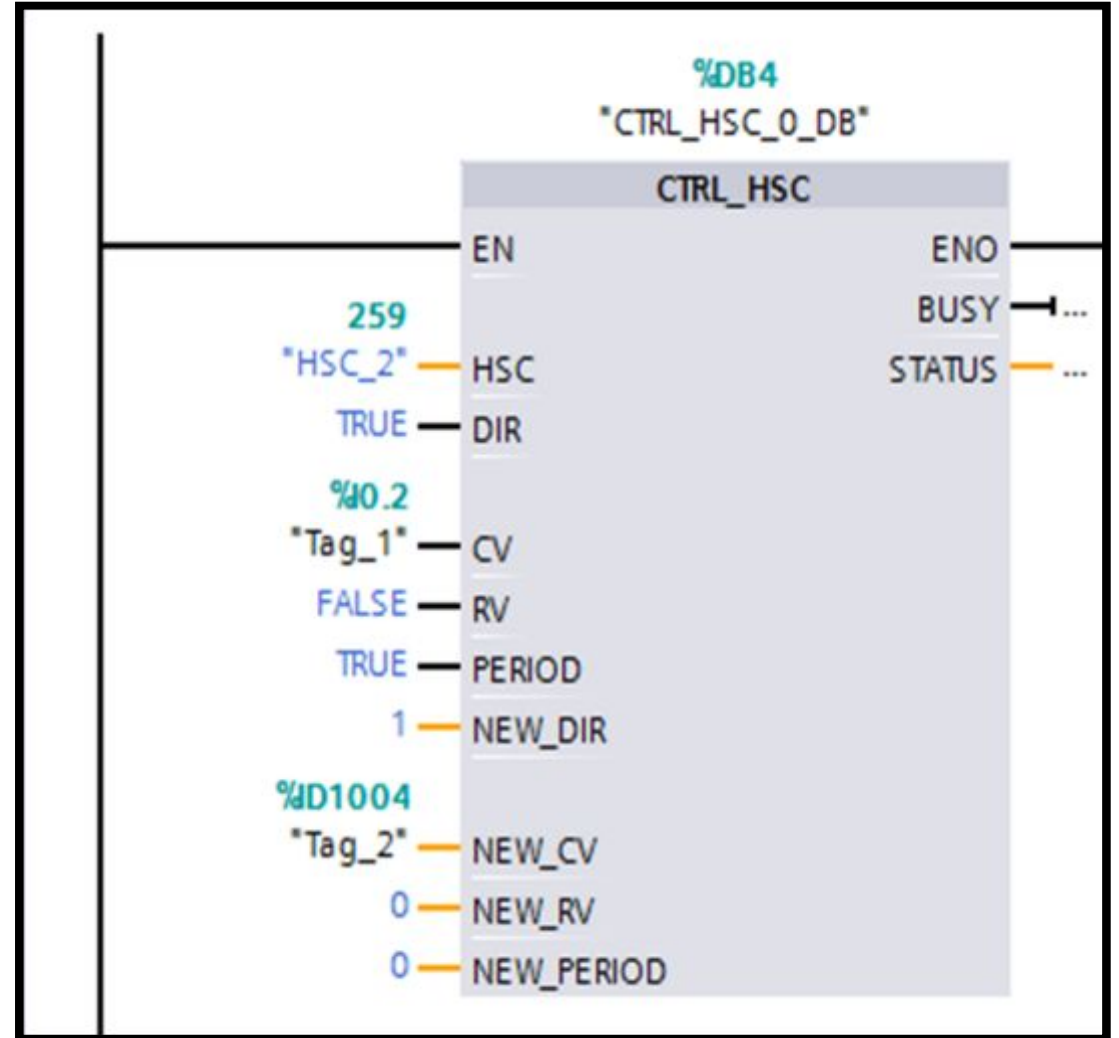 %DB4
"CTRL_HSC_0_DB"
CTRL_HSC
EN ENO
BUSY ...
259
"HSC_2" HSC STATUS ...
TRUE DIR
%I0.2
"Tag_1" CV
FALSE RV
TRUE PERIOD
1 NEW_DIR
%ID1004
"Tag_2" NEW_CV
0 NEW_RV
0 NEW_PERIOD